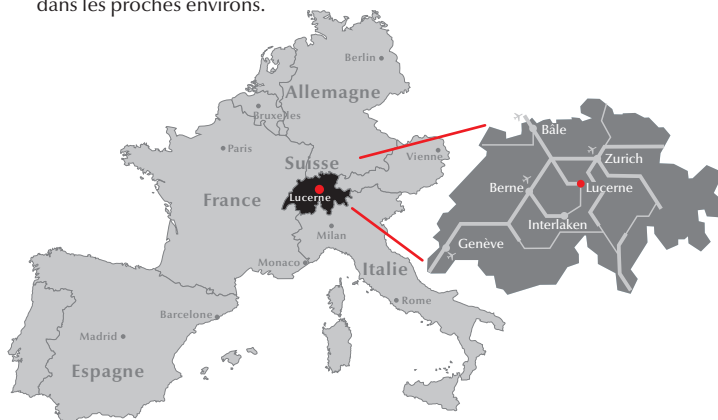 dans les proches environs.
Berlin
Allemagne
Bruxelles
Paris
Suisse
Vienne
France
Lucerne
Milan
Monaco
Italie
Rome
Barcelone
Madrid
Espagne
Bâle
Zurich
Berne
Lucerne
Interlaken
Genève